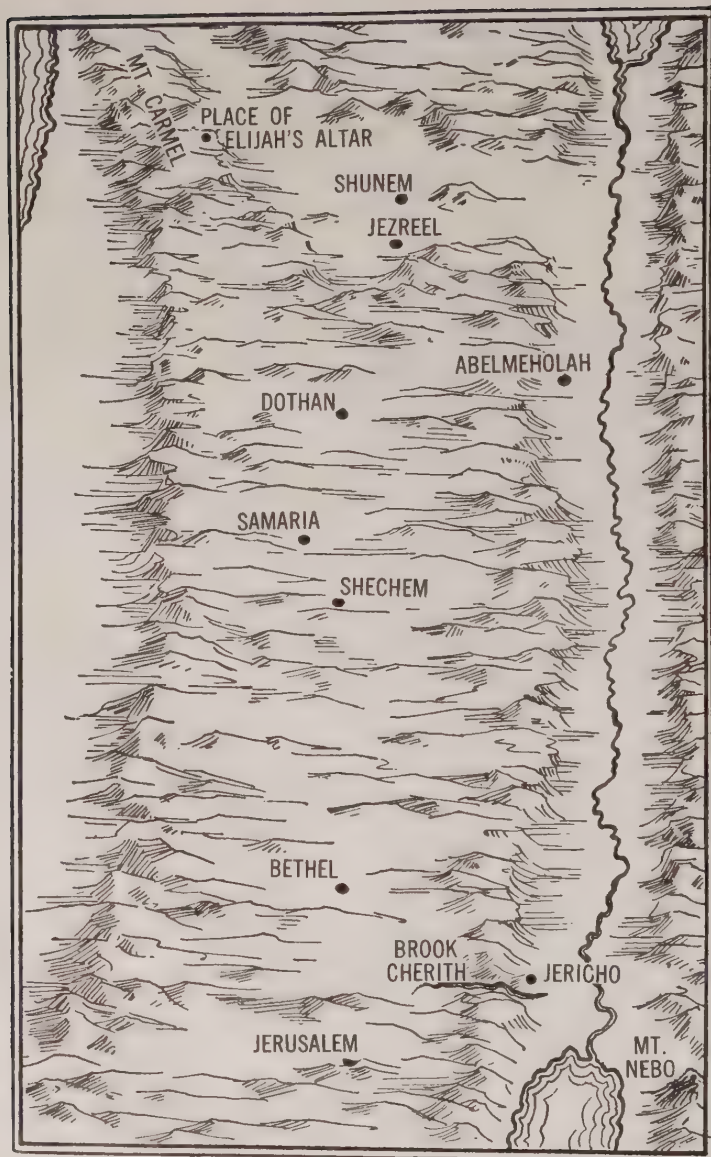 MT. CARMEL
PLACE OF
ELIJAH'S ALTAR
SHUNEM
JEZREEL
ABELMEHOLAH
DOTHAN
SAMARIA
SHECHEM
BETHEL
BROOK
CHERITH
JERICHO
JERUSALEM
MT.
NEBO